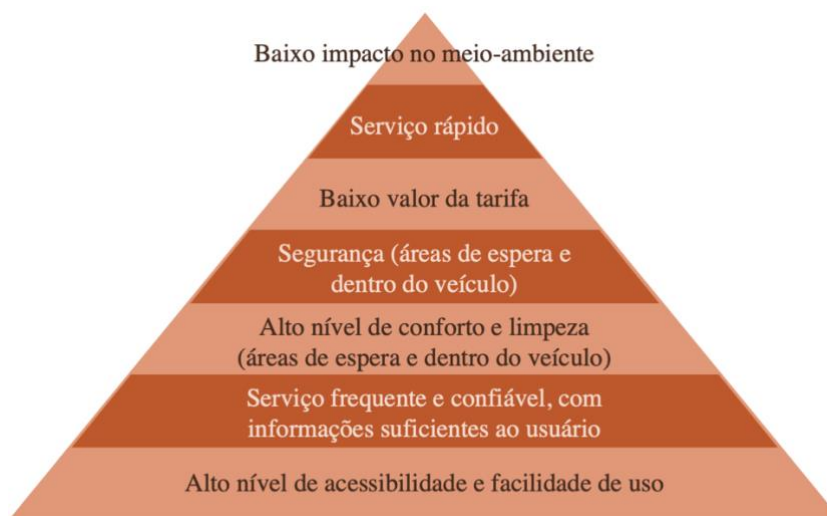 Baixo impacto no meio-ambiente
Serviço rápido
Baixo valor da tarifa
Segurança (áreas de espera e
dentro do veículo)
Alto nível de conforto e limpeza
(áreas de espera e dentro do veículo)
Serviço frequente e confiável, com
informações suficientes ao usuário
Alto nível de acessibilidade e facilidade de uso